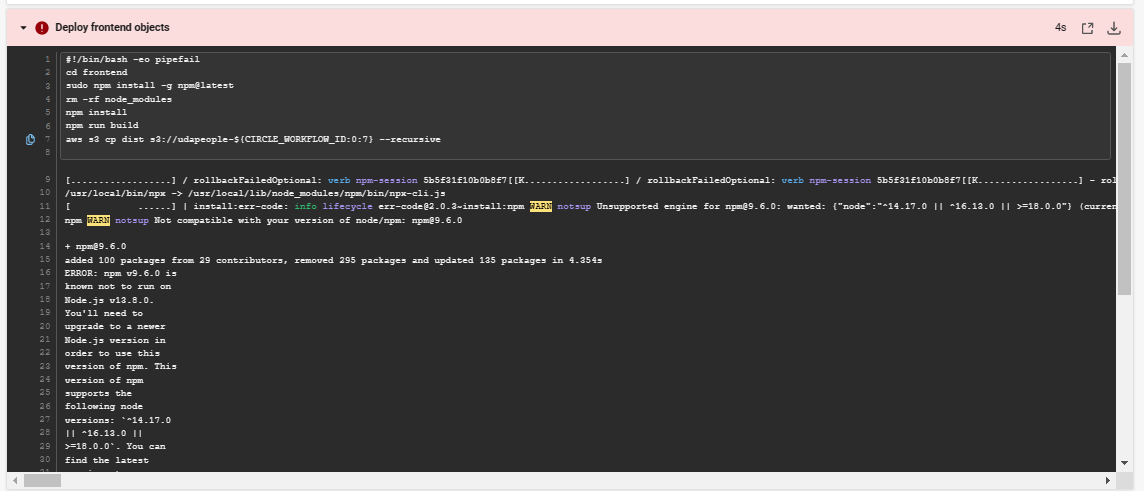 Deploy frontend objects
4s
1 #!/bin/bash -eo pipefail
2 cd frontend
3 sudo npm install -g npm@latest
4 rm -rf node_modules
5 npm install
6 npm run build
7 aws s3 cp dist s3://udapeople-${CIRCLE_WORKFLOW_ID:0:7} --recursive
8
9 [..................] / rollbackFailedOptional: verb npm-session 5b5f31f10b0b8f7[[K..................] / rollbackFailedOptional: verb npm-session 5b5f31f10b0b8f7[[K..................] - rol
10 /usr/local/bin/npx -> /usr/local/lib/node_modules/npm/bin/npx-cli.js
11 [ ......] | install:err-code: info lifecycle err-code@2.0.3~install:npm WARN notsup Unsupported engine for npm@9.6.0: wanted: {"node":"^14.17.0 || ^16.13.0 || >=18.0.0"} (curren
12 npm WARN notsup Not compatible with your version of node/npm: npm@9.6.0
13
14 + npm@9.6.0
15 added 100 packages from 29 contributors, removed 295 packages and updated 135 packages in 4.354s
16 ERROR: npm v9.6.0 is
17 known not to run on
18 Node.js v13.8.0.
19 You'll need to
20 upgrade to a newer
21 Node.js version in
22 order to use this
23 version of npm. This
24 version of npm
25 supports the
26 following node
27 versions: `^14.17.0
28 || ^16.13.0 ||
29 >=18.0.0`. You can
30 find the latest